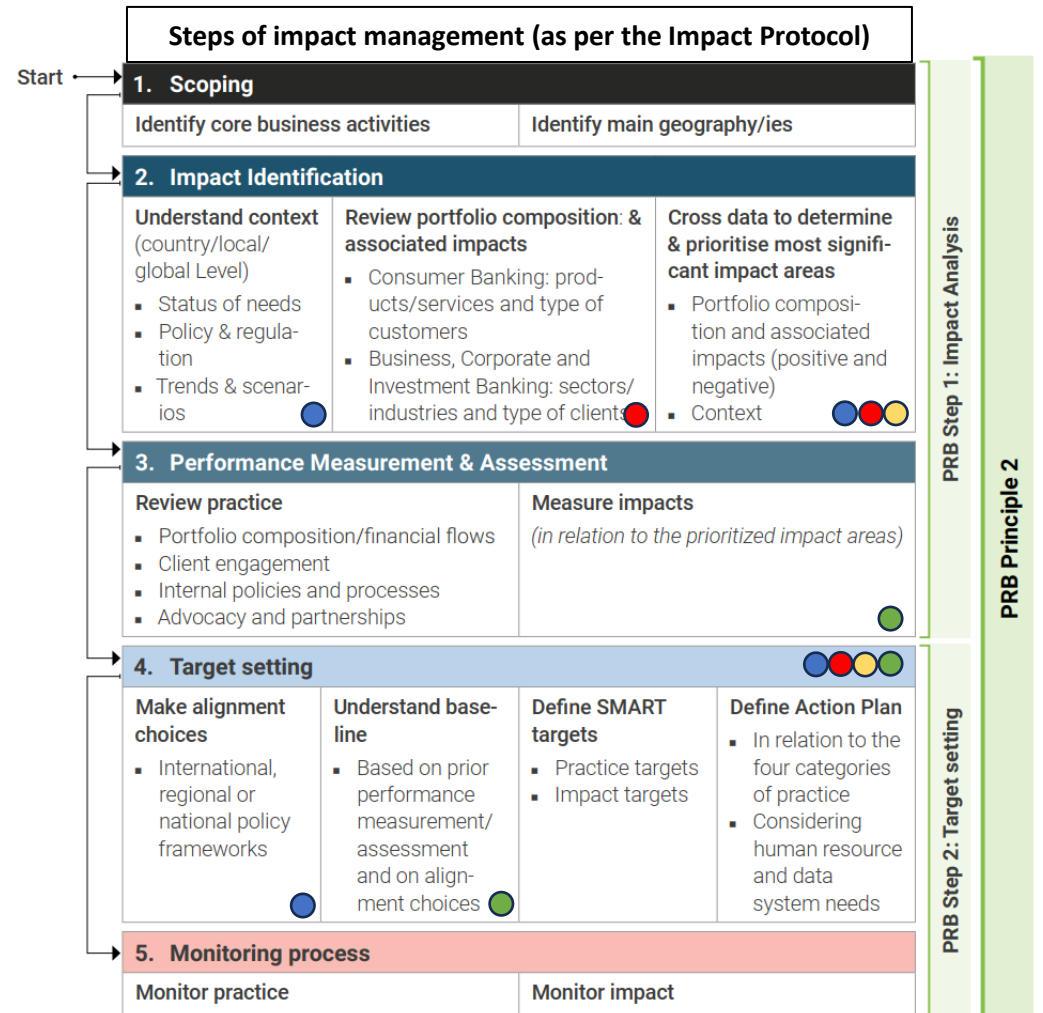 Steps of impact management (as per the Impact Protocol)
Start
1. Scoping
Identify core business activities
Identify main geography/ies
2. Impact Identification
Understand context
(country/local/
global Level)
▪ Status of needs
▪ Policy & regula-
tion
▪ Trends & scenar-
ios
Review portfolio composition: &
associated impacts
▪ Consumer Banking: prod-
ucts/services and type of
customers
▪ Business, Corporate and
Investment Banking: sectors/
industries and type of clients
Cross data to determine
& prioritise most signifi-
cant impact areas
▪ Portfolio composi-
tion and associated
impacts (positive and
negative)
▪ Context
3. Performance Measurement & Assessment
Review practice
▪ Portfolio composition/financial flows
▪ Client engagement
▪ Internal policies and processes
▪ Advocacy and partnerships
Measure impacts
(in relation to the prioritized impact areas)
4. Target setting
Make alignment
choices
▪ International,
regional or
national policy
frameworks
Understand base-
line
▪ Based on prior
performance
measurement/
assessment
and on align-
ment choices
Define SMART
targets
▪ Practice targets
▪ Impact targets
Define Action Plan
▪ In relation to the
four categories
of practice
▪ Considering
human resource
and data
system needs
5. Monitoring process
Monitor practice
Monitor impact
PRB Step 1: Impact Analysis
PRB Step 2: Target setting
PRB Principle 2